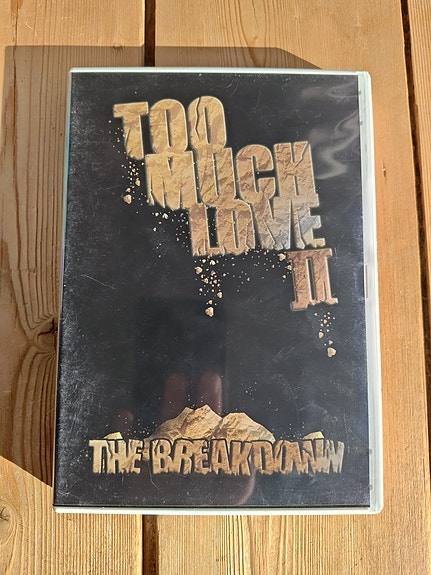 TOO
MUCH
LOVE
II
THE BREAKDOWN